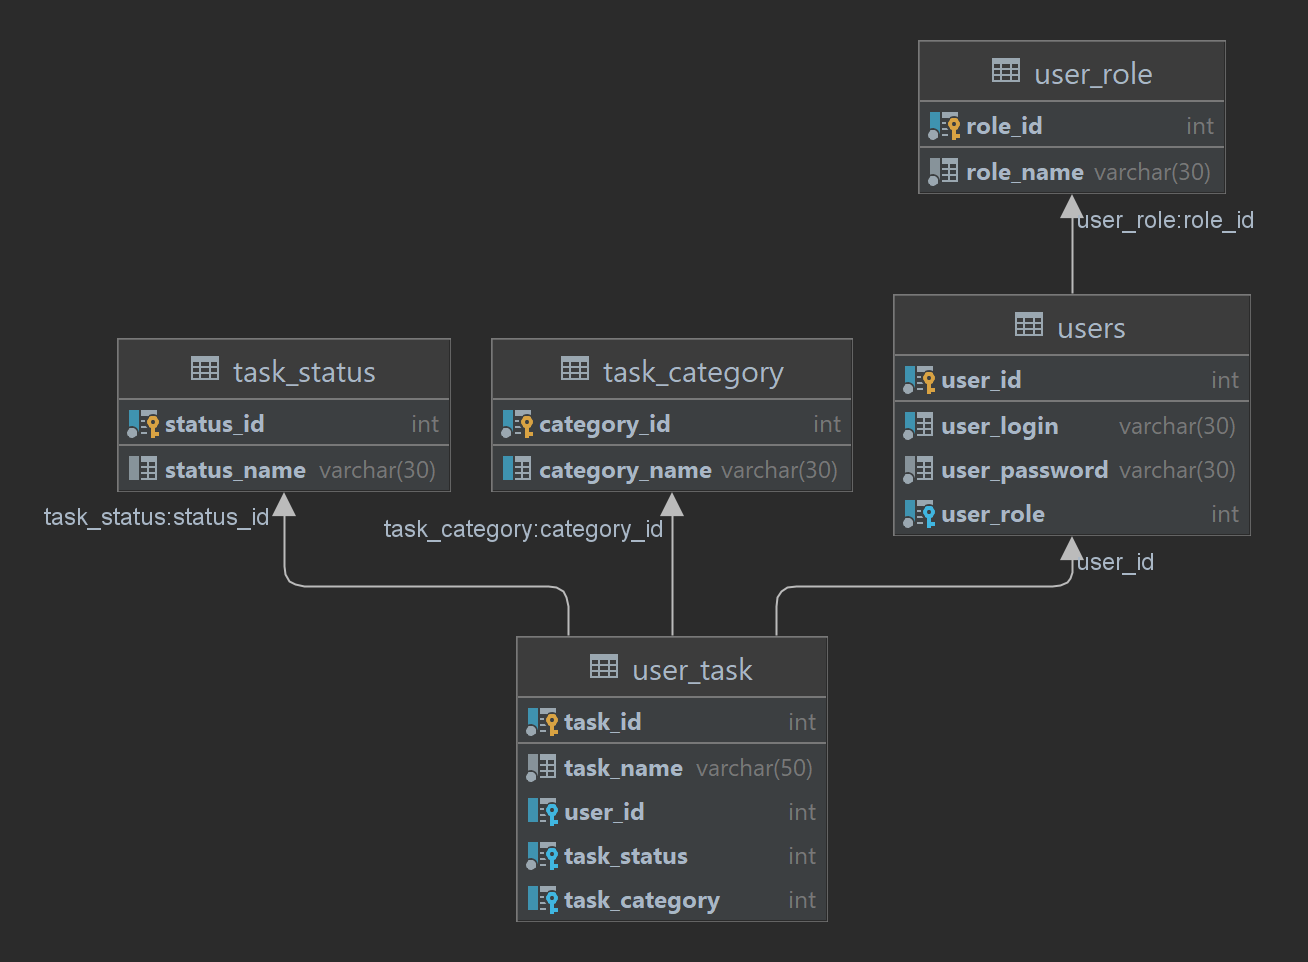 user_role
role_id int
role_name varchar(30)
user_role:role_id
users
user_id int
user_login varchar(30)
user_password varchar(30)
user_role int
task_status
status_id int
status_name varchar(30)
task_status:status_id
task_category
category_id int
category_name varchar(30)
task_category:category_id
user_id
user_task
task_id int
task_name varchar(50)
user_id int
task_status int
task_category int